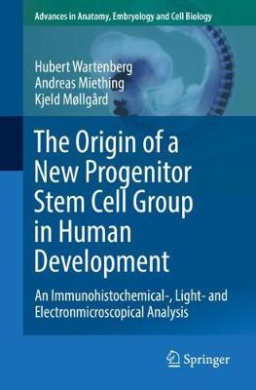 Advances in Anatomy, Embryology and Cell Biology
Hubert Wartenberg
Andreas Miething
Kjeld Møllgård
The Origin of a
New Progenitor
Stem Cell Group
in Human
Development
An Immunohistochemical-, Light- and
Electronmicroscopical Analysis
Springer